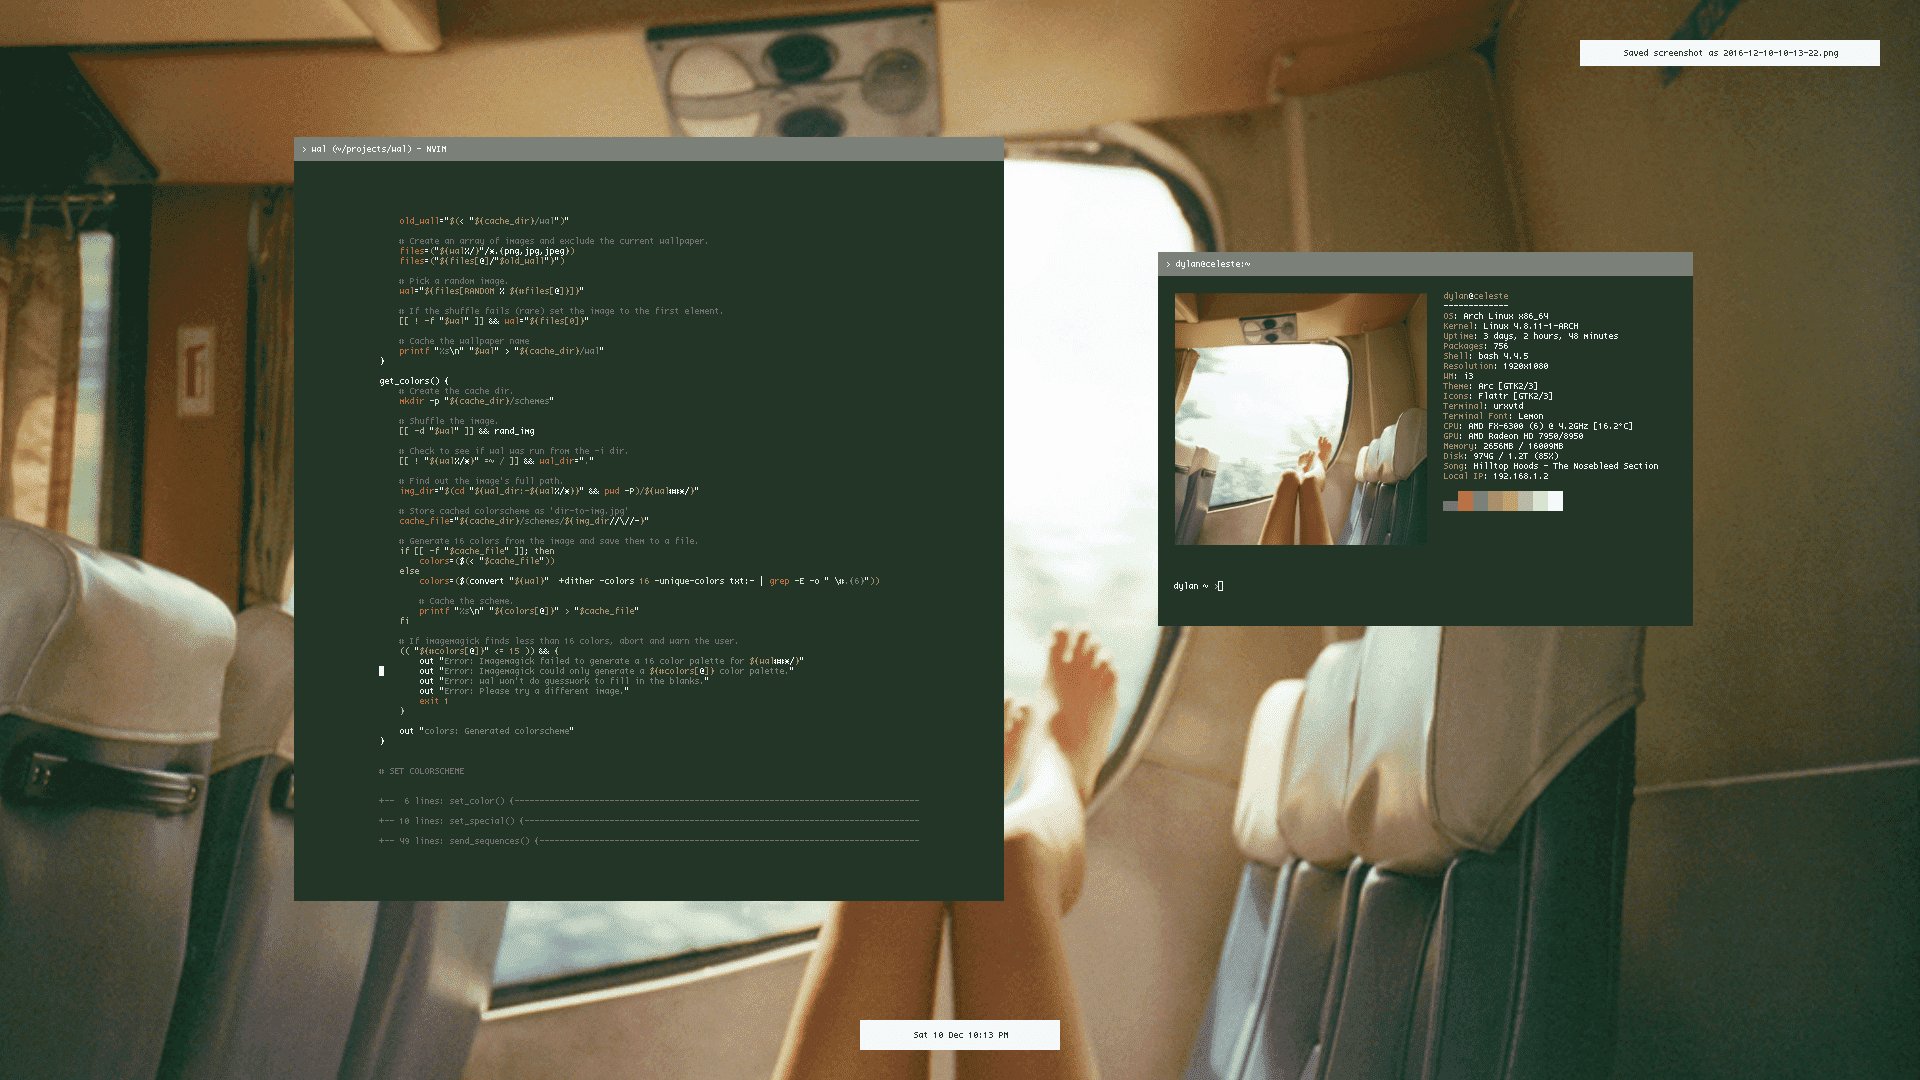 Saved screenshot as 2016-12-10-10-13-22.png
> wal (~/projects/wal) - NVIM
old_wall="$(< "${cache_dir}/wal")"
# Create an array of images and exclude the current wallpaper.
files=("${wal%/}"/*.{png,jpg,jpeg})
files=("${files[@]/"$old_wall"}")
# Pick a random image.
wal="${files[RANDOM % ${#files[@]}]}"
# If the shuffle fails (rare) set the image to the first element.
[[ ! -f "$wal" ]] && wal="${files[0]}"
# Cache the wallpaper name
printf "%s\n" "$wal" > "${cache_dir}/wal"
}
get_colors() {
# Create the cache dir.
mkdir -p "${cache_dir}/schemes"
# Shuffle the image.
[[ -d "$wal" ]] && rand_img
# Check to see if wal was run from the -i dir.
[[ ! "${wal%/*}" =~ / ]] && wal_dir="."
# Find out the image's full path.
img_dir="$(cd "${wal_dir:-${wal%/*}}" && pwd -P)/${wal##*/}"
# Store cached colorscheme as 'dir-to-img.jpg'
cache_file="${cache_dir}/schemes/${img_dir//\//-}"
# Generate 16 colors from the image and save them to a file.
if [[ -f "$cache_file" ]]; then
colors=($(< "$cache_file"))
else
colors=($(convert "${wal}"  +dither -colors 16 -unique-colors txt:- | grep -E -o " \#.{6}"))
# Cache the scheme.
printf "%s\n" "${colors[@]}" > "$cache_file"
fi
# If imagemagick finds less than 16 colors, abort and warn the user.
(( "${#colors[@]}" <= 15 )) && {
out "Error: Imagemagick failed to generate a 16 color palette for ${wal##*/}"
out "Error: Imagemagick could only generate a ${#colors[@]} color palette."
out "Error: wal won't do guesswork to fill in the blanks."
out "Error: Please try a different image."
exit 1
}
out "colors: Generated colorscheme"
}
# SET COLORSCHEME
+--  6 lines: set_color() {---------------------------------------------------------------------------------
+-- 10 lines: set_special() {-------------------------------------------------------------------------------
+-- 49 lines: send_sequences() {----------------------------------------------------------------------------
> dylan@celeste:~
dylan@celeste
-------------
OS: Arch Linux x86_64
Kernel: Linux 4.8.11-1-ARCH
Uptime: 3 days, 2 hours, 48 minutes
Packages: 756
Shell: bash 4.4.5
Resolution: 1920x1080
WM: i3
Theme: Arc [GTK2/3]
Icons: Flattr [GTK2/3]
Terminal: urxvtd
Terminal Font: Lemon
CPU: AMD FX-6300 (6) @ 4.2GHz [16.2°C]
GPU: AMD Radeon HD 7950/8950
Memory: 2656MB / 16009MB
Disk: 974G / 1.2T (85%)
Song: Hilltop Hoods - The Nosebleed Section
Local IP: 192.168.1.2
dylan ~ >
Sat 10 Dec 10:13 PM